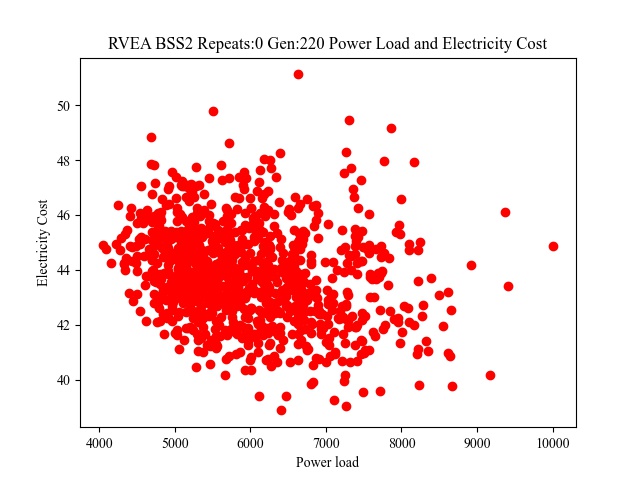 RVEA BSS2 Repeats:0 Gen:220 Power Load and Electricity Cost
50
48
46
44
42
40
Electricity Cost
4000 5000 6000 7000 8000 9000 10000
Power load